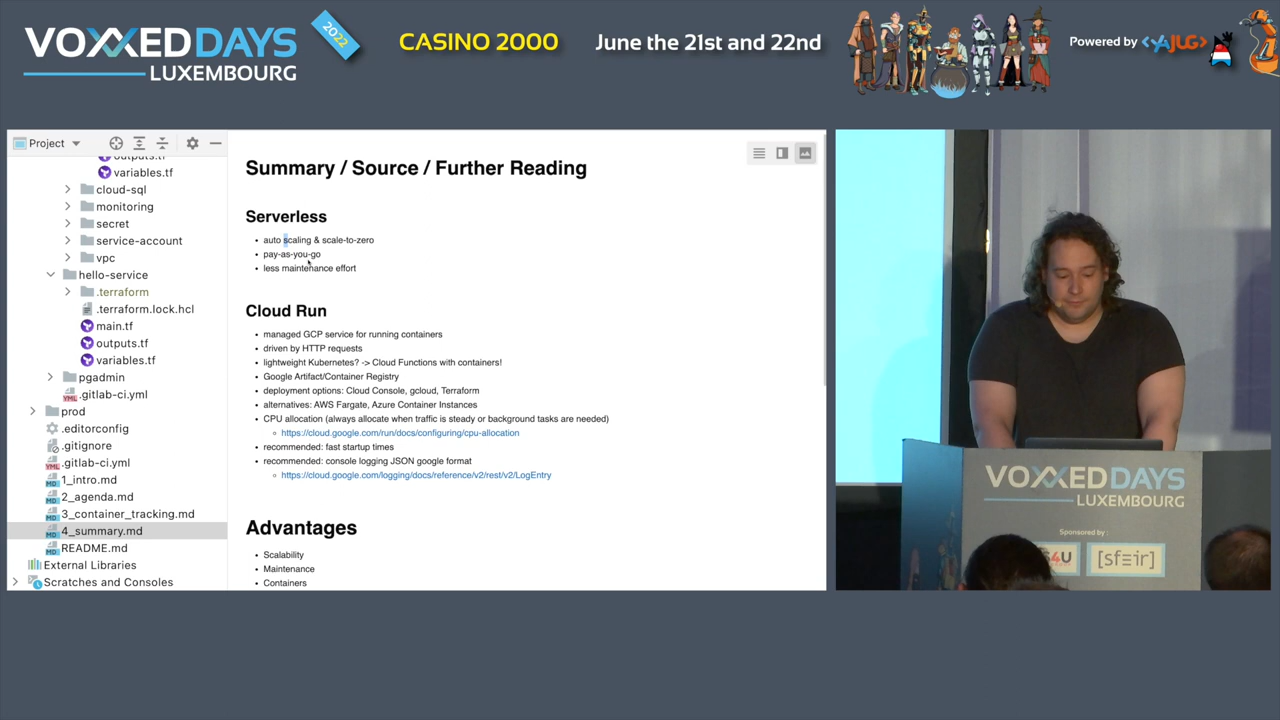 VOXXED DAYS
LUXEMBOURG
2022
CASINO 2000
June the 21st and 22nd
Powered by <YAJUG>
Project
outputs.tf
variables.tf
cloud-sql
monitoring
secret
service-account
vpc
hello-service
.terraform
.terraform.lock.hcl
main.tf
outputs.tf
variables.tf
pgadmin
.gitlab-ci.yml
prod
.editorconfig
.gitignore
.gitlab-ci.yml
1_intro.md
2_agenda.md
3_container_tracking.md
4_summary.md
README.md
External Libraries
Scratches and Consoles
Summary / Source / Further Reading
Serverless
auto scaling & scale-to-zero
pay-as-you-go
less maintenance effort
Cloud Run
managed GCP service for running containers
driven by HTTP requests
lightweight Kubernetes? -> Cloud Functions with containers!
Google Artifact/Container Registry
deployment options: Cloud Console, gcloud, Terraform
alternatives: AWS Fargate, Azure Container Instances
CPU allocation (always allocate when traffic is steady or background tasks are needed)
https://cloud.google.com/run/docs/configuring/cpu-allocation
recommended: fast startup times
recommended: console logging JSON google format
https://cloud.google.com/logging/docs/reference/v2/rest/v2/LogEntry
Advantages
Scalability
Maintenance
Containers
VOXXED DAYS
LUXEMBOURG
Sponsored by :
[sfeir]